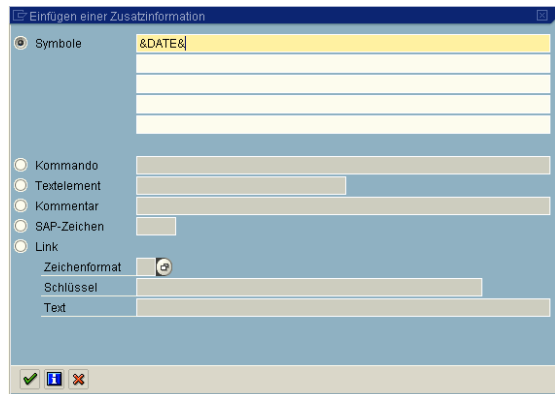 Einfügen einer Zusatzinformation
Symbole &DATE&
Kommando
Textelement
Kommentar
SAP-Zeichen
Link
Zeichenformat
Schlüssel
Text